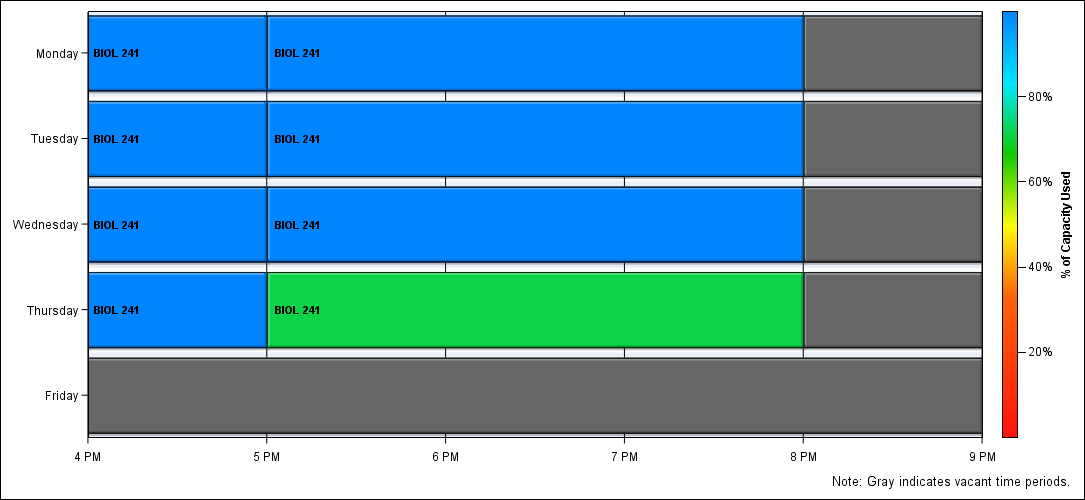 Monday
BIOL 241
BIOL 241
Tuesday
BIOL 241
BIOL 241
Wednesday
BIOL 241
BIOL 241
Thursday
BIOL 241
BIOL 241
Friday
4 PM
5 PM
6 PM
7 PM
8 PM
9 PM
80%
60%
40%
20%
% of Capacity Used
Note: Gray indicates vacant time periods.